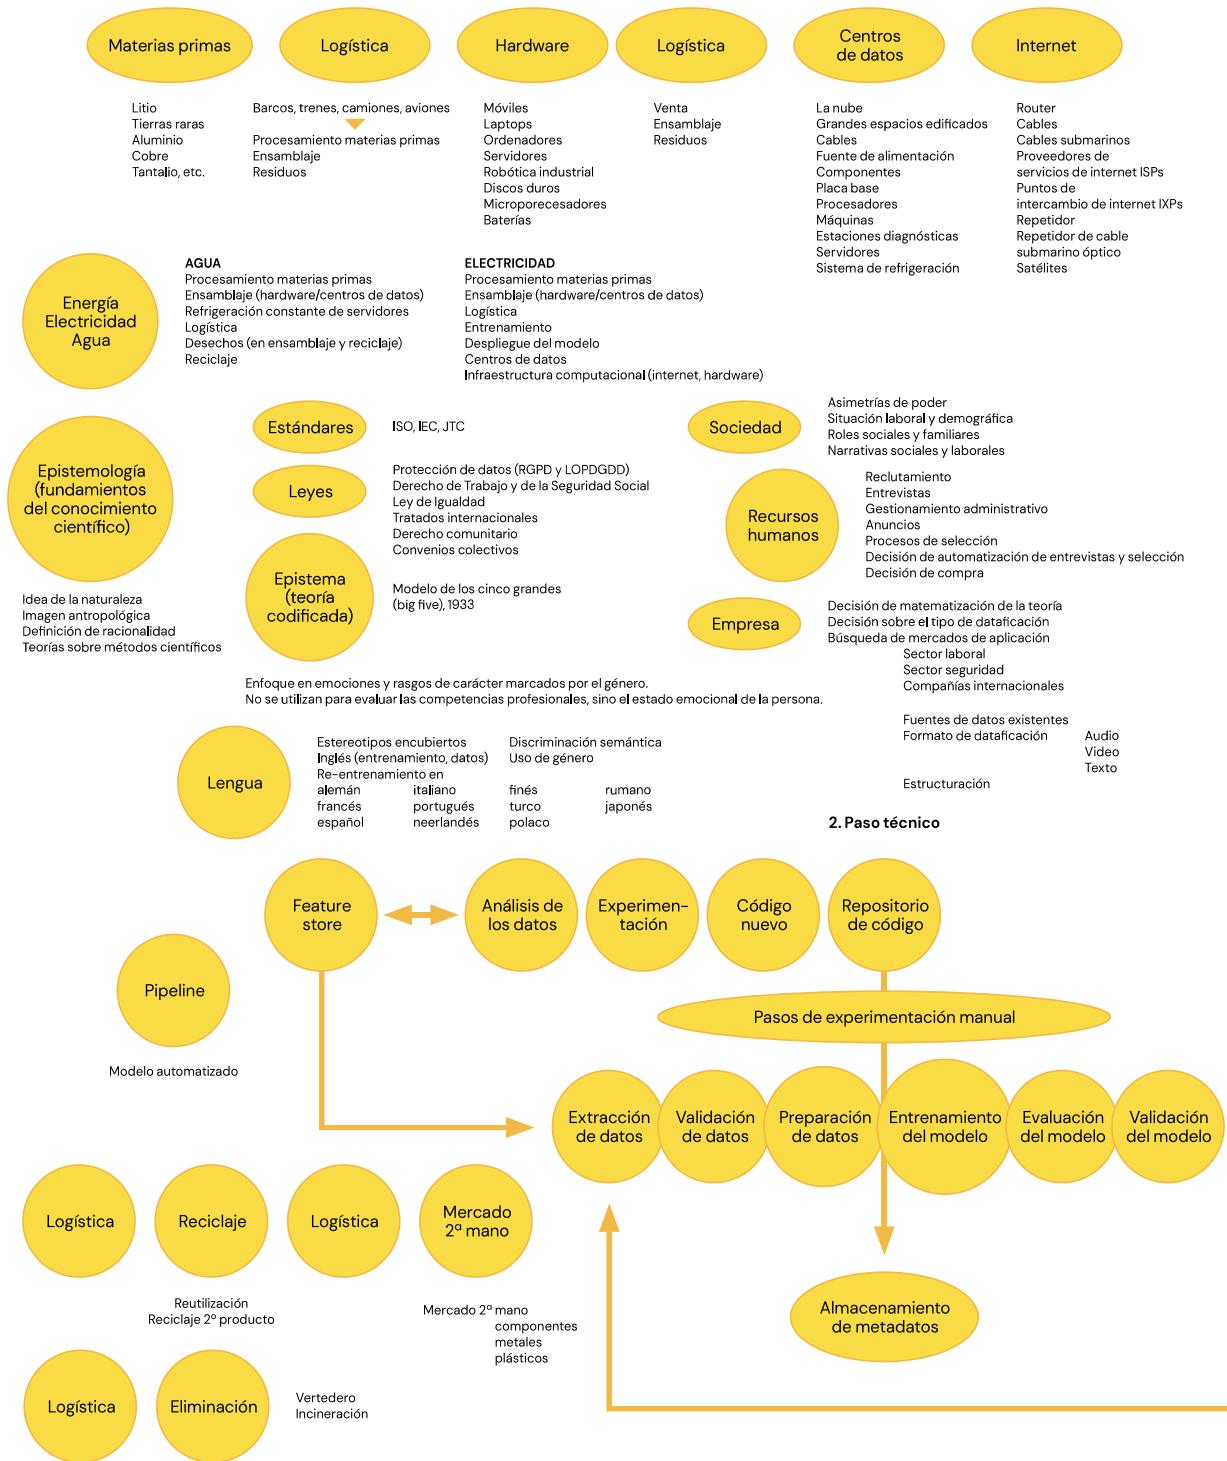 Materias primas
Logística
Hardware
Logística
Centros
de datos
Internet
Litio
Tierras raras
Aluminio
Cobre
Tantalio, etc.
Barcos, trenes, camiones, aviones
Procesamiento materias primas
Ensamblaje
Residuos
Móviles
Laptops
Ordenadores
Servidores
Robótica industrial
Discos duros
Microporecesadores
Baterías
Venta
Ensamblaje
Residuos
La nube
Grandes espacios edificados
Cables
Fuente de alimentación
Componentes
Placa base
Procesadores
Máquinas
Estaciones diagnósticas
Servidores
Sistema de refrigeración
Router
Cables
Cables submarinos
Proveedores de
servicios de internet ISPs
Puntos de
intercambio de internet IXPs
Repetidor
Repetidor de cable
submarino óptico
Satélites
Energía
Electricidad
Agua
AGUA
Procesamiento materias primas
Ensamblaje (hardware/centros de datos)
Refrigeración constante de servidores
Logística
Desechos (en ensamblaje y reciclaje)
Reciclaje
ELECTRICIDAD
Procesamiento materias primas
Ensamblaje (hardware/centros de datos)
Logística
Entrenamiento
Despliegue del modelo
Centros de datos
Infraestructura computacional (internet, hardware)
Epistemología
(fundamientos
del conocimiento
científico)
Idea de la naturaleza
Imagen antropológica
Definición de racionalidad
Teorías sobre métodos científicos
Estándares
ISO, IEC, JTC
Leyes
Protección de datos (RGPD y LOPDGDD)
Derecho de Trabajo y de la Seguridad Social
Ley de Igualdad
Tratados internacionales
Derecho comunitario
Convenios colectivos
Epistema
(teoría
codificada)
Modelo de los cinco grandes
(big five), 1933
Sociedad
Asimetrías de poder
Situación laboral y demográfica
Roles sociales y familiares
Narrativas sociales y laborales
Recursos
humanos
Reclutamiento
Entrevistas
Gestionamiento administrativo
Anuncios
Procesos de selección
Decisión de automatización de entrevistas y selección
Decisión de compra
Empresa
Decisión de matematización de la teoría
Decisión sobre el tipo de dataficación
Búsqueda de mercados de aplicación
Sector laboral
Sector seguridad
Compañías internacionales
Fuentes de datos existentes
Formato de dataficación
Audio
Video
Texto
Estructuración
Enfoque en emociones y rasgos de carácter marcados por el género.
No se utilizan para evaluar las competencias profesionales, sino el estado emocional de la persona.
Lengua
Estereotipos encubiertos
Inglés (entrenamiento, datos)
Re-entrenamiento en
Discriminación semántica
Uso de género
alemán italiano finés rumano
francés portugués turco japonés
español neerlandés polaco
2. Paso técnico
Feature
store
Análisis de
los datos
Experimen-
tación
Código
nuevo
Repositorio
de código
Pipeline
Modelo automatizado
Pasos de experimentación manual
Extracción
de datos
Validación
de datos
Preparación
de datos
Entrenamiento
del modelo
Evaluación
del modelo
Validación
del modelo
Logística
Reciclaje
Logística
Mercado
2ª mano
Reutilización
Reciclaje 2º producto
Mercado 2ª mano
componentes
metales
plásticos
Almacenamiento
de metadatos
Logística
Eliminación
Vertedero
Incineración